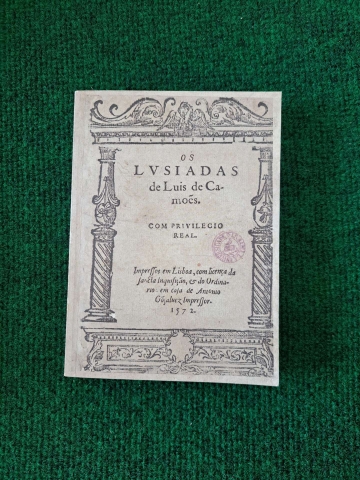 OS
LVSIADAS
de Luis de Ca-
moẽs.
COM PRIVILEGIO
REAL.
Impressos em Lisboa, com licença da
sancta Inquisição, & do Ordina-
rio: em casa de Antonio
Gõçaluez Impressor.
1572.